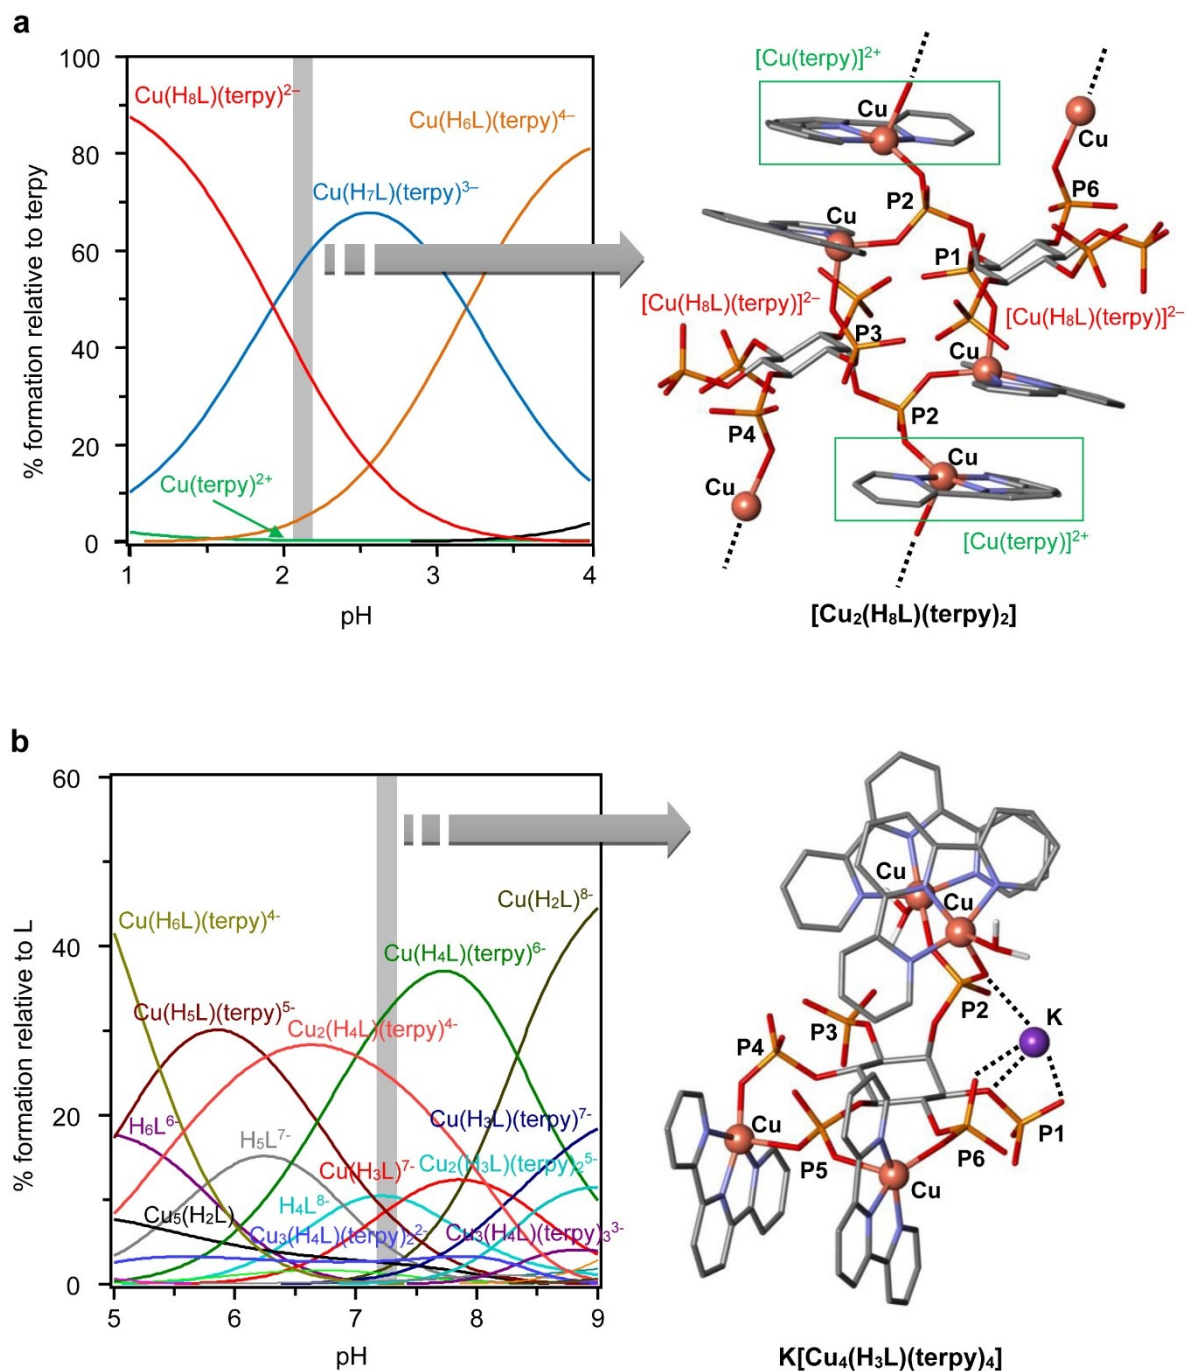 a
100
80
60
40
20
0
% formation relative to terpy
1
2
3
4
pH
Cu(H₈L)(terpy)²⁻
Cu(H₆L)(terpy)⁴⁻
Cu(H₇L)(terpy)³⁻
Cu(terpy)²⁺
[Cu(terpy)]²⁺
Cu
Cu
P6
P2
Cu
P1
[Cu(H₈L)(terpy)]²⁻
[Cu(H₈L)(terpy)]²⁻
P3
Cu
P2
P4
Cu
Cu
[Cu(terpy)]²⁺
[Cu₂(H₈L)(terpy)₂]
b
60
40
20
0
% formation relative to L
5
6
7
8
9
pH
Cu(H₂L)⁸⁻
Cu(H₆L)(terpy)⁴⁻
Cu(H₄L)(terpy)⁶⁻
Cu(H₅L)(terpy)⁵⁻
Cu₂(H₄L)(terpy)⁴⁻
Cu(H₃L)(terpy)⁷⁻
H₆L⁶⁻
H₅L⁷⁻
Cu(H₃L)⁷⁻
Cu₂(H₃L)(terpy)₂⁵⁻
H₄L⁸⁻
Cu₅(H₂L)
Cu₃(H₄L)(terpy)₂²⁻
Cu₃(H₄L)(terpy)₃³⁻
Cu
Cu
P2
K
P3
P4
P1
Cu
P5
P6
Cu
K[Cu₄(H₃L)(terpy)₄]